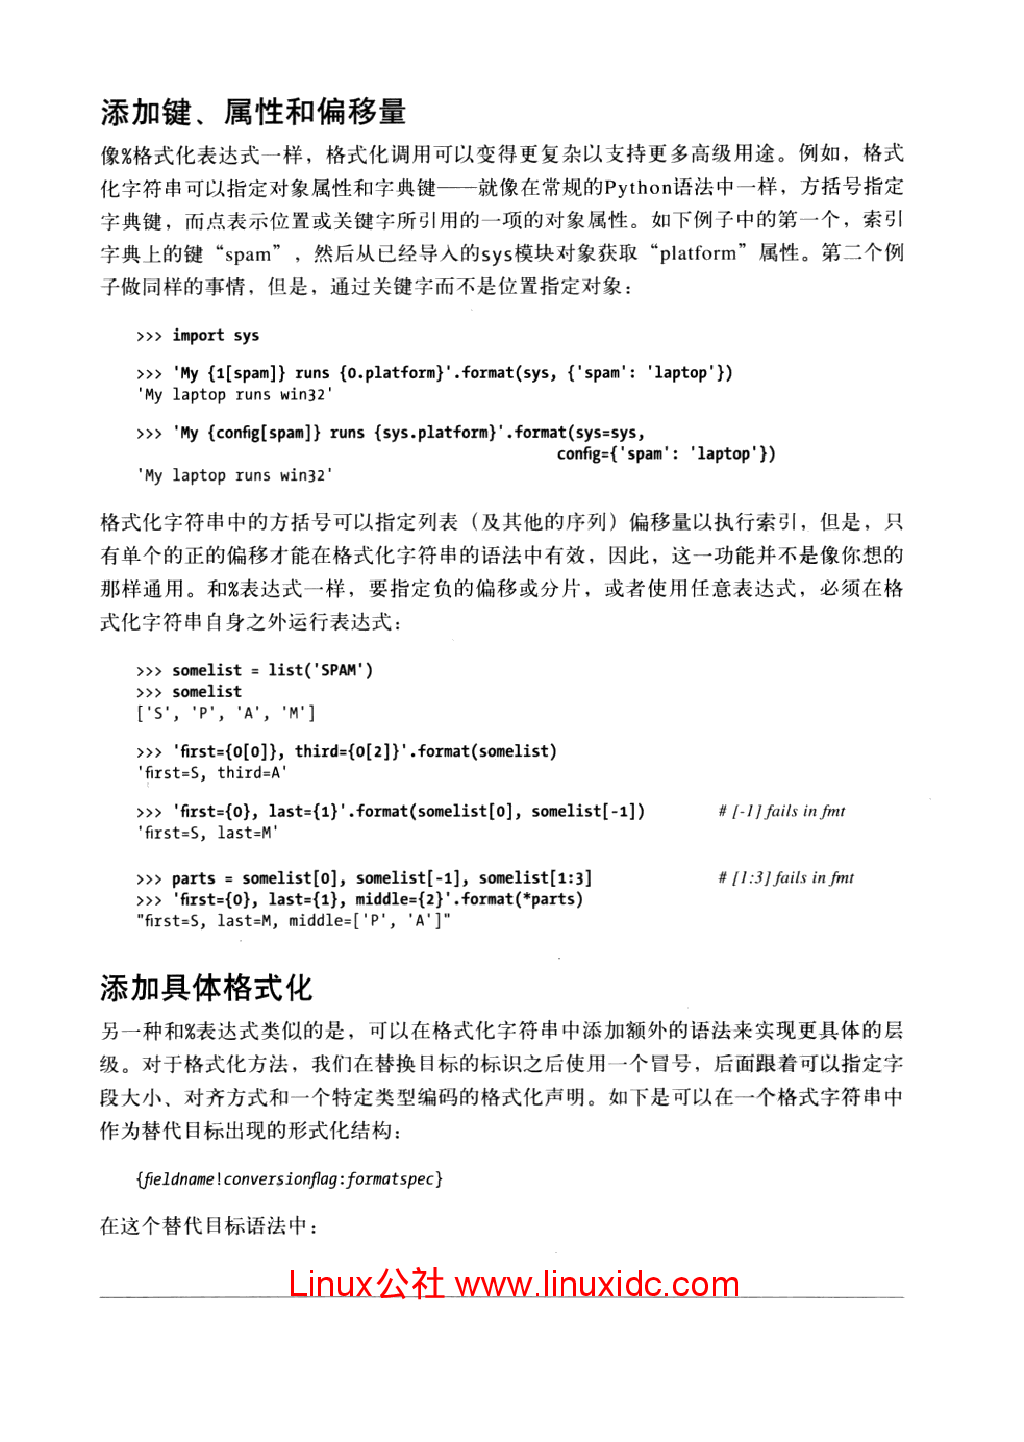 添加键、属性和偏移量
像%格式化表达式一样，格式化调用可以变得更复杂以支持更多高级用途。例如，格式
化字符串可以指定对象属性和字典键——就像在常规的Python语法中一样，方括号指定
字典键，而点表示位置或关键字所引用的一项的对象属性。如下例子中的第一个，索引
字典上的键“spam”，然后从已经导入的sys模块对象获取“platform”属性。第二个例
子做同样的事情，但是，通过关键字而不是位置指定对象：
>>> import sys
>>> 'My {1[spam]} runs {0.platform}'.format(sys, {'spam': 'laptop'})
'My laptop runs win32'
>>> 'My {config[spam]} runs {sys.platform}'.format(sys=sys,
config={'spam': 'laptop'})
'My laptop runs win32'
格式化字符串中的方括号可以指定列表（及其他的序列）偏移量以执行索引，但是，只
有单个的正的偏移才能在格式化字符串的语法中有效，因此，这一功能并不是像你想的
那样通用。和%表达式一样，要指定负的偏移或分片，或者使用任意表达式，必须在格
式化字符串自身之外运行表达式：
>>> somelist = list('SPAM')
>>> somelist
['S', 'P', 'A', 'M']
>>> 'first={0[0]}, third={0[2]}'.format(somelist)
'first=S, third=A'
>>> 'first={0}, last={1}'.format(somelist[0], somelist[-1]) # [-1] fails in fmt
'first=S, last=M'
>>> parts = somelist[0], somelist[-1], somelist[1:3] # [1:3] fails in fmt
>>> 'first={0}, last={1}, middle={2}'.format(*parts)
"first=S, last=M, middle=['P', 'A']"
添加具体格式化
另一种和%表达式类似的是，可以在格式化字符串中添加额外的语法来实现更具体的层
级。对于格式化方法，我们在替换目标的标识之后使用一个冒号，后面跟着可以指定字
段大小、对齐方式和一个特定类型编码的格式化声明。如下是可以在一个格式字符串中
作为替代目标出现的形式化结构：
{fieldname!conversionflag:formatspec}
在这个替代目标语法中：
Linux公社 www.linuxidc.com